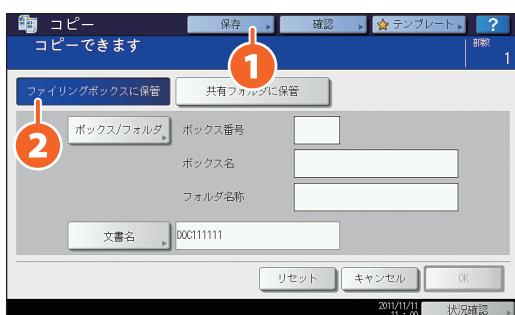 コピー 保存 確認 テンプレート ?
コピーできます 部数
1
1
ファイリングボックスに保管 共有フォルダに保管
2
ボックス/フォルダ ボックス番号
ボックス名
フォルダ名称
文書名 DOC111111
リセット キャンセル OK
2011/11/11
11:00 状況確認